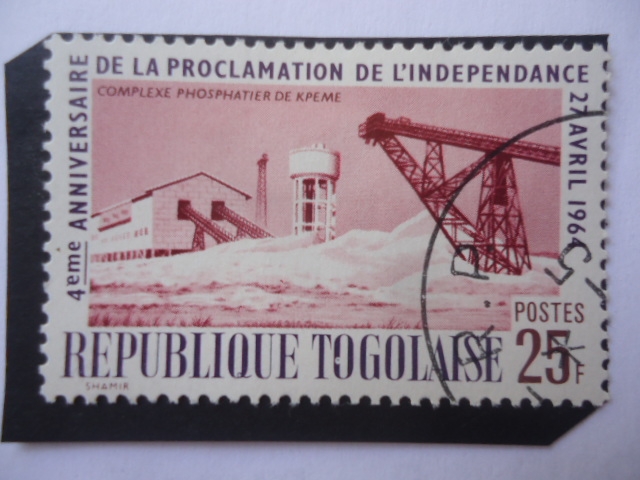 4eme ANNIVERSAIRE
DE LA PROCLAMATION DE L'INDEPENDANCE
27 AVRIL 1964
COMPLEXE PHOSPHATIER DE KPEME
POSTES
25F
REPUBLIQUE TOGOLAISE
SHAMIR